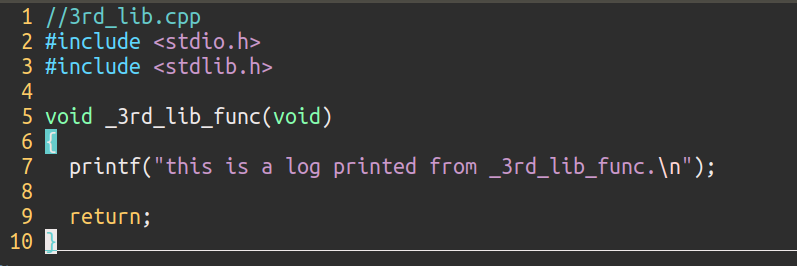 1 //3rd_lib.cpp
2 #include <stdio.h>
3 #include <stdlib.h>
4
5 void _3rd_lib_func(void)
6 {
7   printf("this is a log printed from _3rd_lib_func.\n");
8
9   return;
10 }